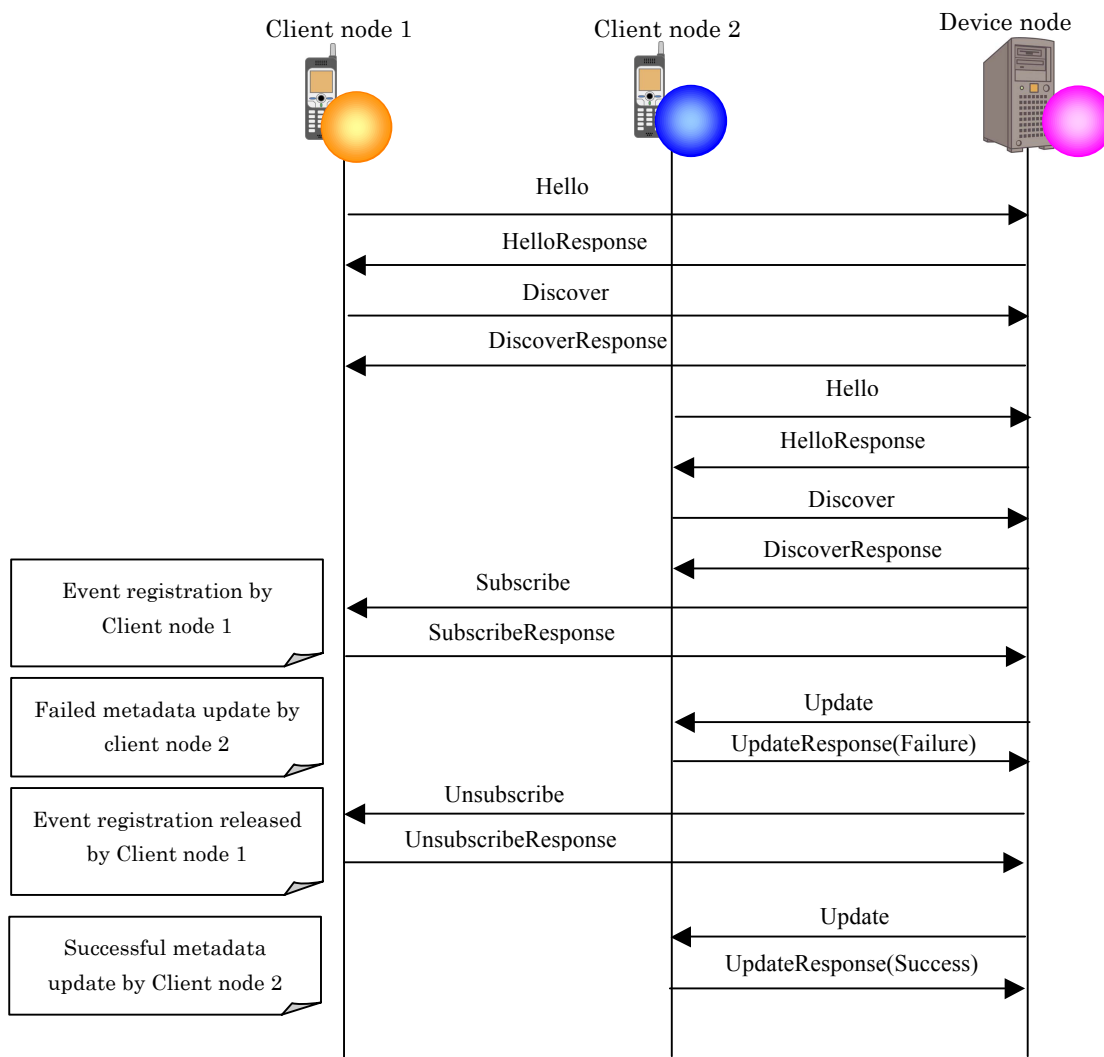 Client node 1
Client node 2
Device node
Hello
HelloResponse
Discover
DiscoverResponse
Hello
HelloResponse
Discover
DiscoverResponse
Event registration by
Client node 1
Subscribe
SubscribeResponse
Failed metadata update by
client node 2
Update
UpdateResponse(Failure)
Event registration released
by Client node 1
Unsubscribe
UnsubscribeResponse
Successful metadata
update by Client node 2
Update
UpdateResponse(Success)